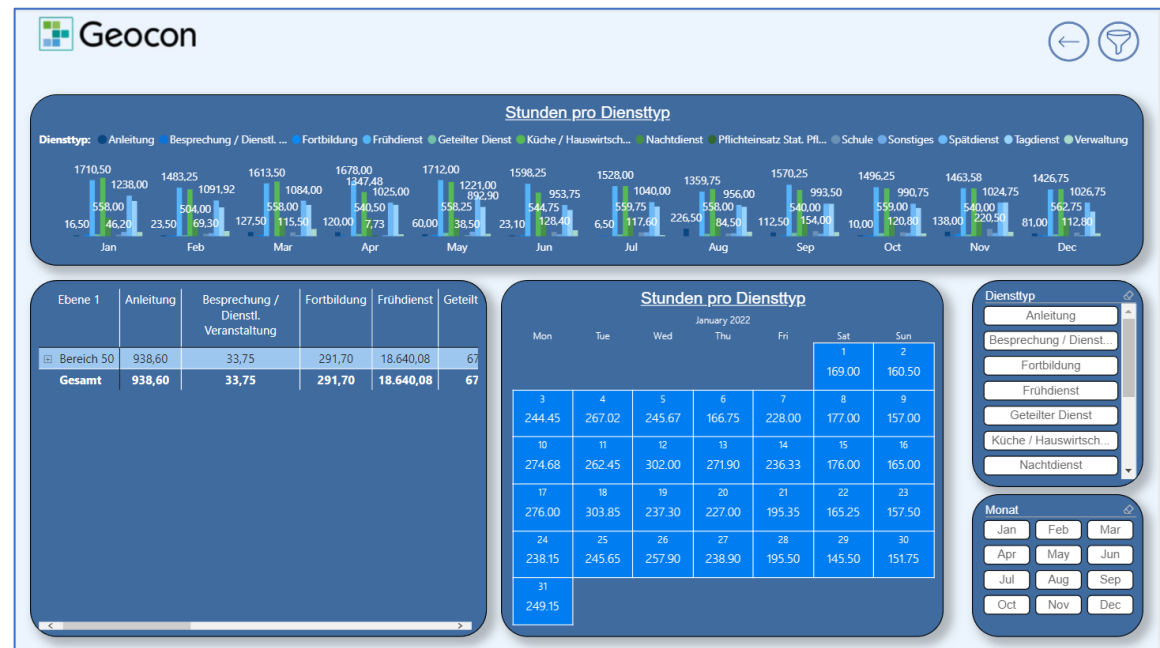 Geocon
Stunden pro Diensttyp
Diensttyp: Anleitung Besprechung / Dienstl. ... Fortbildung Frühdienst Geteilter Dienst Küche / Hauswirtsch... Nachtdienst Pflichteinsatz Stat. Pfl... Schule Sonstiges Spätdienst Tagdienst Verwaltung
1710,50 1238,00 558,00 16,50 46,20 Jan
1483,25 1091,92 504,00 23,50 69,30 Feb
1613,50 1084,00 558,00 127,50 115,50 Mar
1678,00 1347,48 1025,00 540,50 120,00 7,73 Apr
1712,00 1221,00 892,90 558,25 60,00 38,50 May
1598,25 953,75 544,75 23,10 128,40 Jun
1528,00 1040,00 559,75 6,50 117,60 Jul
1359,75 956,00 558,00 226,50 84,50 Aug
1570,25 993,50 540,00 112,50 154,00 Sep
1496,25 990,75 559,00 10,00 120,80 Oct
1463,58 1024,75 540,00 138,00 220,50 Nov
1426,75 1026,75 562,75 81,00 112,80 Dec
Ebene 1 Anleitung Besprechung / Dienstl. Veranstaltung Fortbildung Frühdienst Geteilt
Bereich 50 938,60 33,75 291,70 18.640,08 67
Gesamt 938,60 33,75 291,70 18.640,08 67
Stunden pro Diensttyp
January 2022
Mon Tue Wed Thu Fri Sat Sun
1 2
169.00 160.50
3 4 5 6 7 8 9
244.45 267.02 245.67 166.75 228.00 177.00 157.00
10 11 12 13 14 15 16
274.68 262.45 302.00 271.90 236.33 176.00 165.00
17 18 19 20 21 22 23
276.00 303.85 237.30 227.00 195.35 165.25 157.50
24 25 26 27 28 29 30
238.15 245.65 257.90 238.90 195.50 145.50 151.75
31
249.15
Diensttyp
Anleitung
Besprechung / Dienst...
Fortbildung
Frühdienst
Geteilter Dienst
Küche / Hauswirtsch...
Nachtdienst
Monat
Jan Feb Mar
Apr May Jun
Jul Aug Sep
Oct Nov Dec